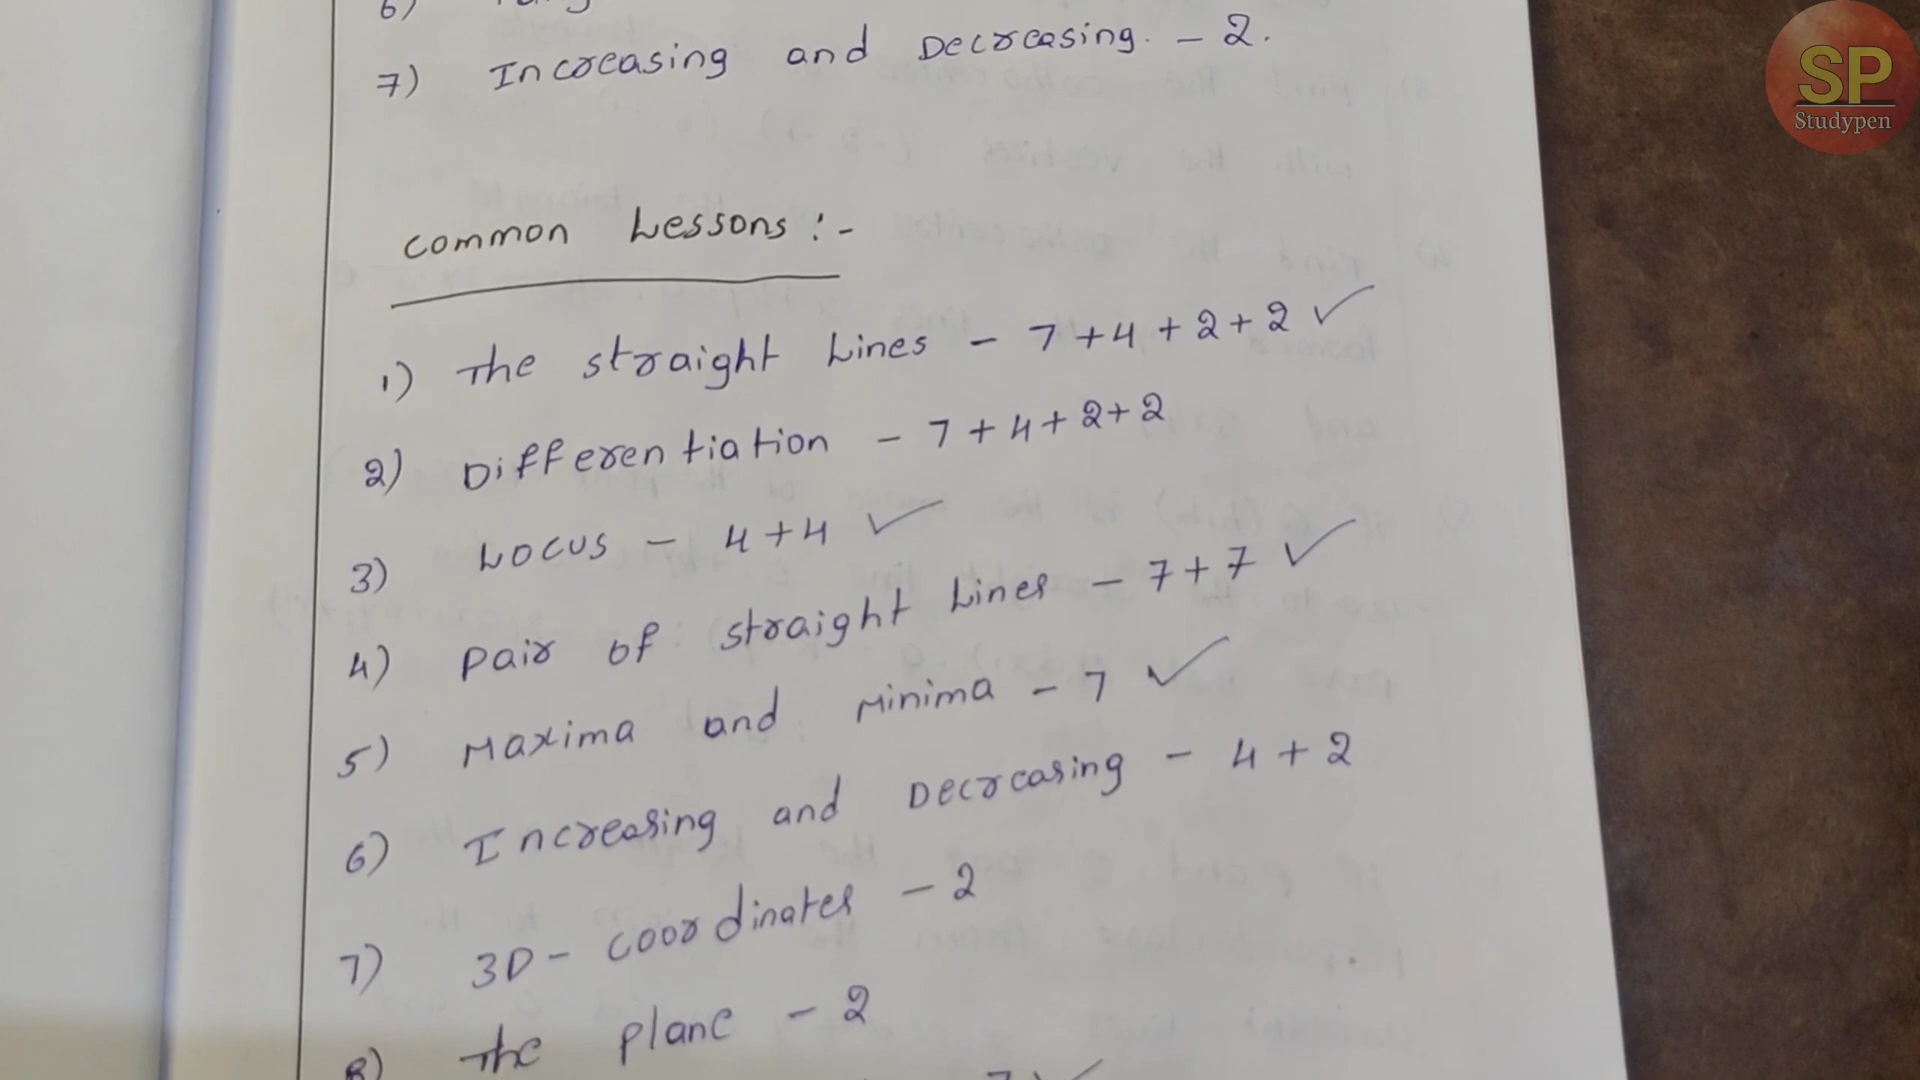 6)
7) Increasing and Decreasing. - 2.
Common Lessons :-
1) The straight Lines - 7+4+2+2 ✓
2) Differentiation - 7+4+2+2
3) Locus - 4+4 ✓
4) Pair of straight Lines - 7+7 ✓
5) Maxima and Minima - 7 ✓
6) Increasing and Decreasing - 4+2
7) 3D- coordinates - 2
8) The plane - 2
SP
Studypen